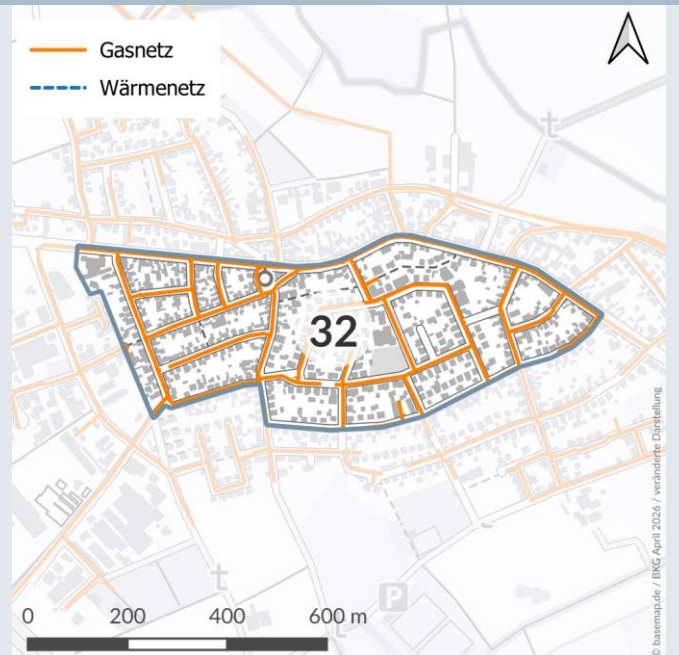 Gasnetz
Wärmenetz
32
P
0 200 400 600 m
© basemap.de / BKG April 2026 / veränderte Darstellung